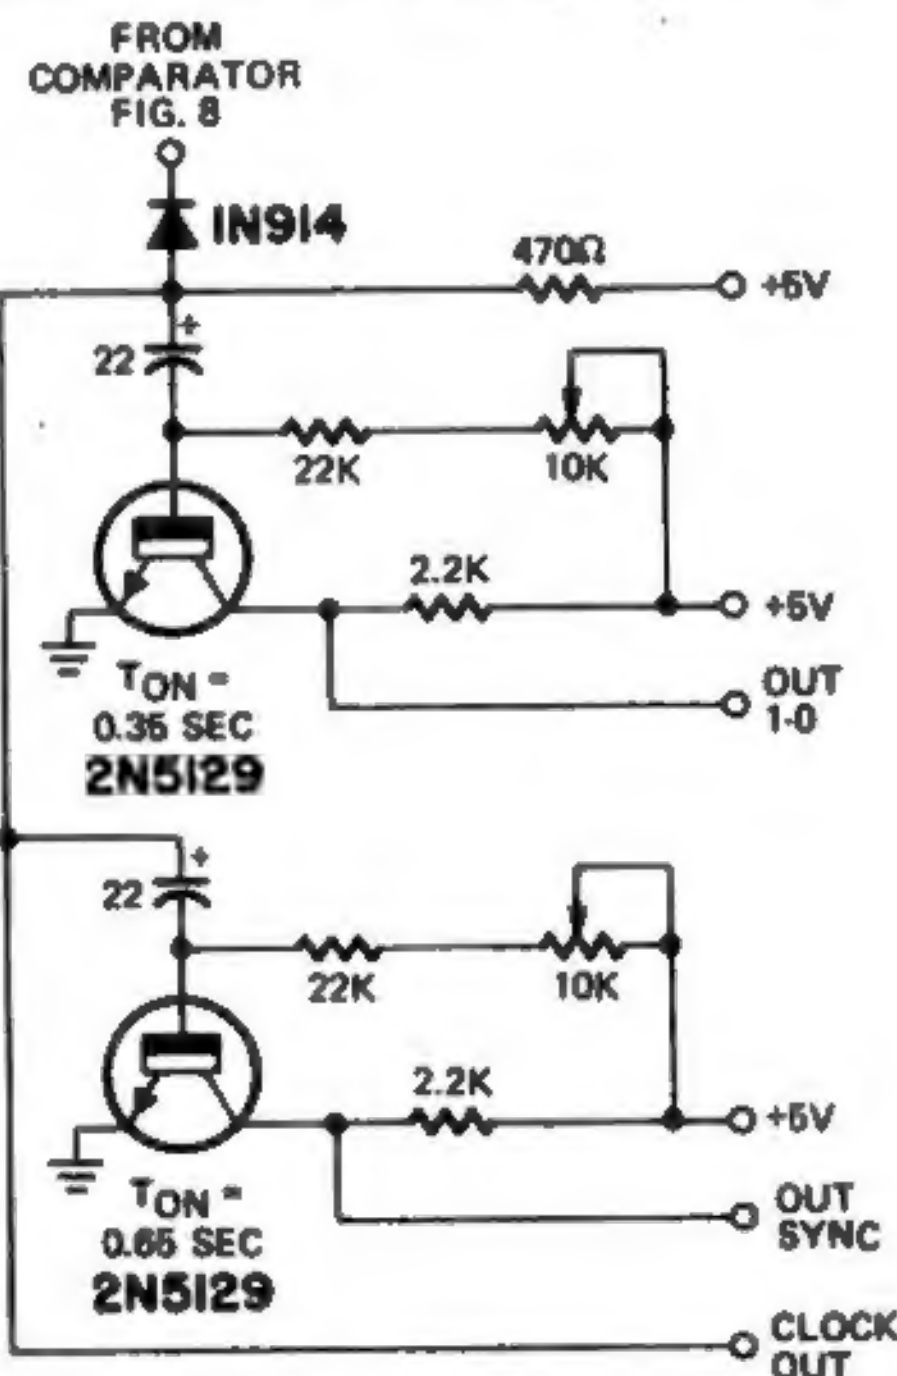 FROM
COMPARATOR
FIG. 8
1N914
470Ω
+5V
+
22
22K
10K
2.2K
+5V
TON =
0.35 SEC
2N5129
OUT
1-0
+
22
22K
10K
2.2K
+5V
TON =
0.65 SEC
2N5129
OUT
SYNC
CLOCK
OUT